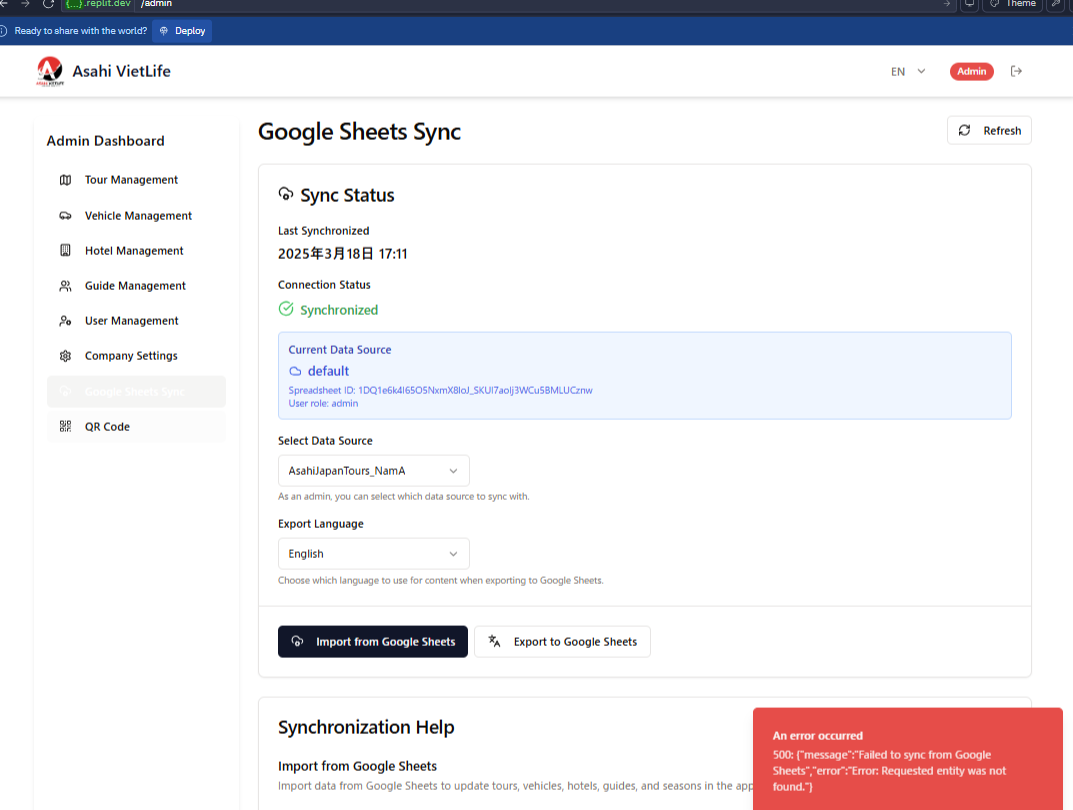 {...}.replit.dev /admin
Theme
Ready to share with the world? Deploy
Asahi VietLife
EN
Admin
Admin Dashboard
Tour Management
Vehicle Management
Hotel Management
Guide Management
User Management
Company Settings
Google Sheets Sync
QR Code
Google Sheets Sync
Refresh
Sync Status
Last Synchronized
2025年3月18日 17:11
Connection Status
Synchronized
Current Data Source
default
Spreadsheet ID: 1DQ1e6k4I65O5NxmX8IoJ_SKUI7aoIj3WCu5BMLUCznw
User role: admin
Select Data Source
AsahiJapanTours_NamA
As an admin, you can select which data source to sync with.
Export Language
English
Choose which language to use for content when exporting to Google Sheets.
Import from Google Sheets
Export to Google Sheets
Synchronization Help
Import from Google Sheets
Import data from Google Sheets to update tours, vehicles, hotels, guides, and seasons in the app
An error occurred
500: {"message":"Failed to sync from Google
Sheets","error":"Error: Requested entity was not
found."}